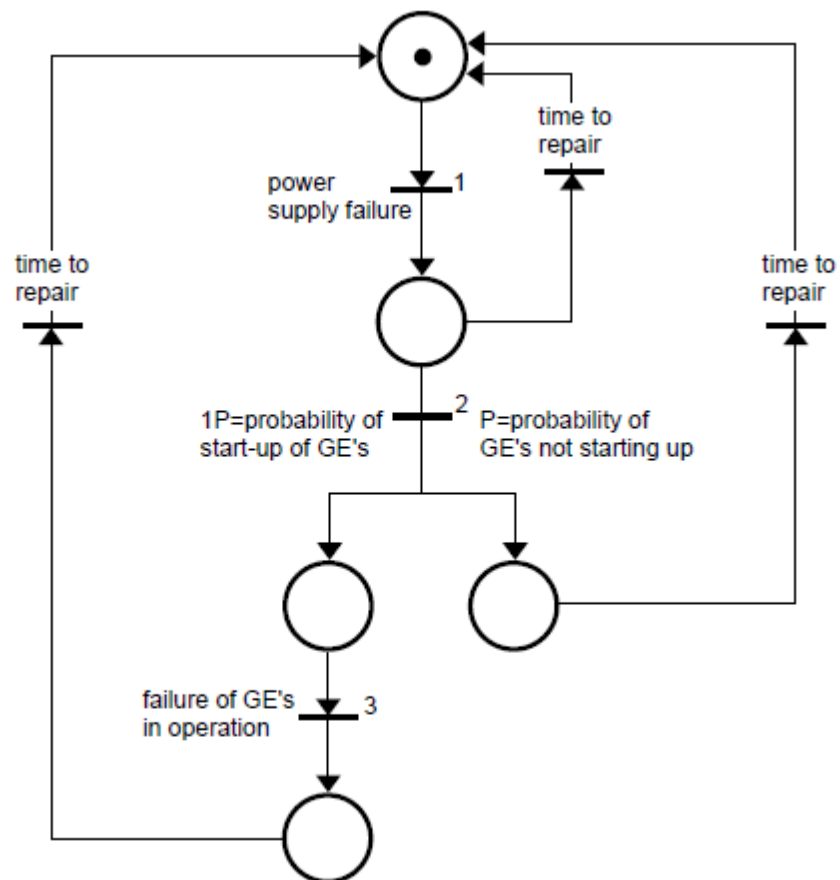 time to
repair
power
supply failure
1
time to
repair
time to
repair
1P=probability of
start-up of GE's
2
P=probability of
GE's not starting up
failure of GE's
in operation
3